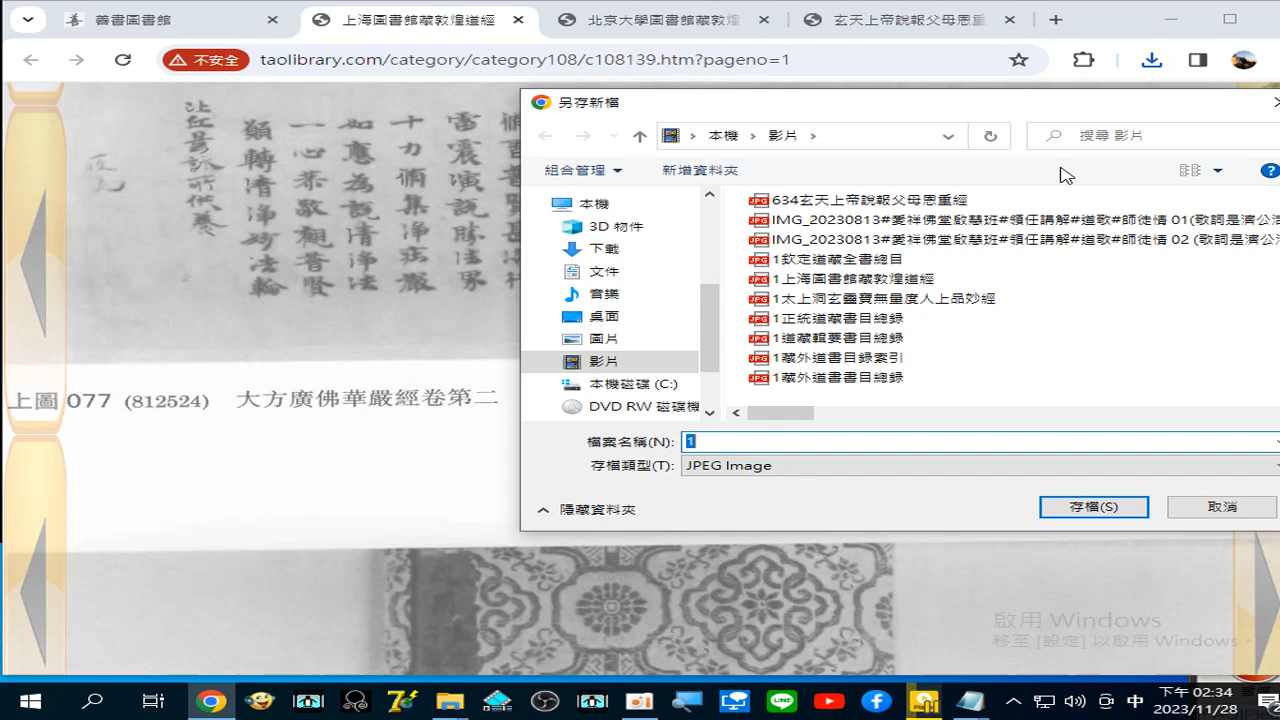 善書圖書館
上海圖書館藏敦煌道經
北京大學圖書館藏敦煌
玄天上帝說報父母恩重
不安全
taolibrary.com/category/category108/c108139.htm?pageno=1
願轉清淨妙法輪
一心恭敬觀普賢
如應為說清淨法
十力備集淨痴嚴
雷震演說勝法界
上圖 077 (812524) 大方廣佛華嚴經卷第二
另存新檔
本機
影片
搜尋 影片
組合管理
新增資料夾
本機
3D 物件
下載
文件
音樂
桌面
圖片
影片
本機磁碟 (C:)
DVD RW 磁碟機
634玄天上帝說報父母恩重經
IMG_20230813#愛祥佛堂啟慧班#領任講解#道歌#師徒情 01(歌詞是濟公
IMG_20230813#愛祥佛堂啟慧班#領任講解#道歌#師徒情 02 (歌詞是濟公
1欽定道藏全書總目
1上海圖書館藏敦煌道經
1太上洞玄靈寶無量度人上品妙經
1正統道藏書目總錄
1道藏輯要書目總錄
1藏外道書目錄索引
1藏外道書書目總錄
檔案名稱(N):
1
存檔類型(T):
JPEG Image
隱藏資料夾
存檔(S)
取消
啟用 Windows
移至 [設定] 以啟用 Windows。
中
下午 02:34
2023/11/28